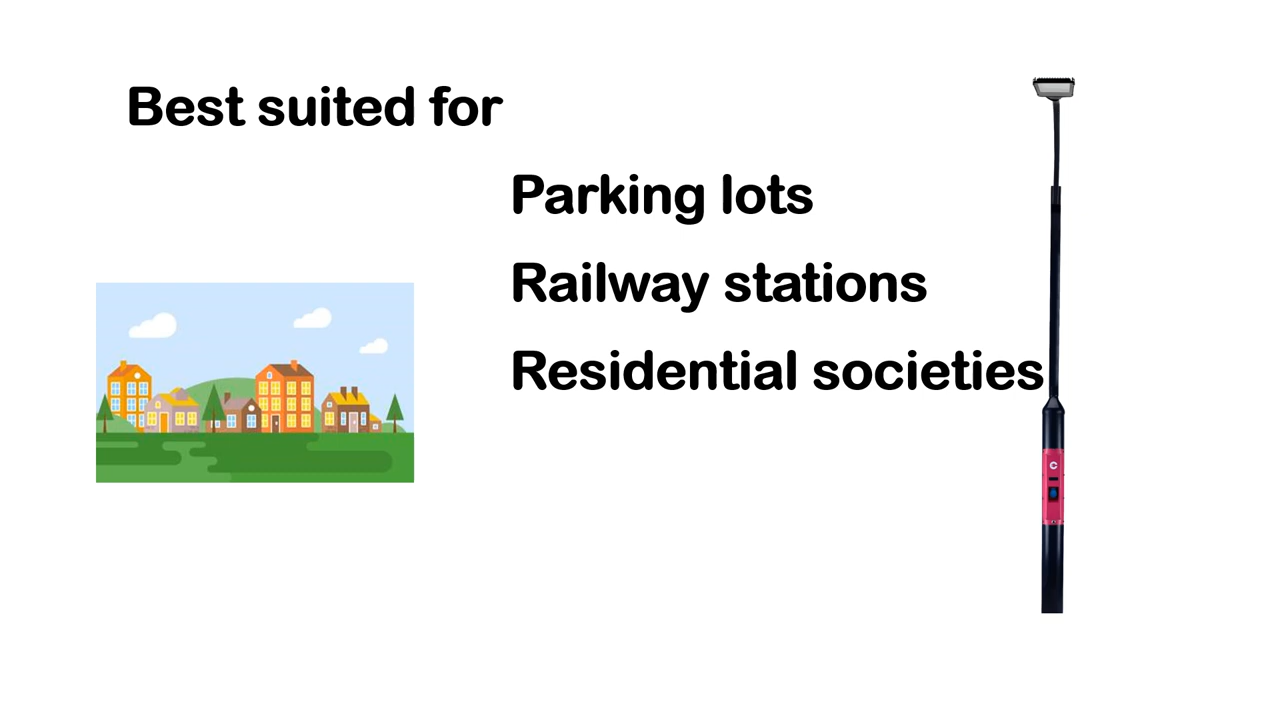 Best suited for
Parking lots
Railway stations
Residential societies